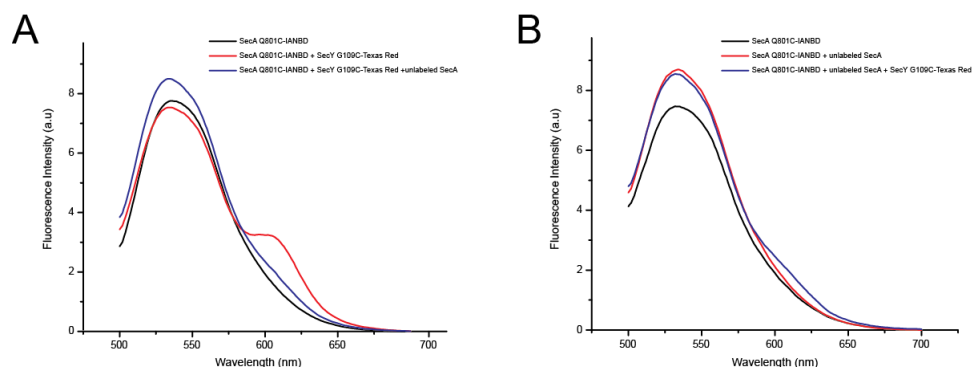 A
SecA Q801C-IANBD
SecA Q801C-IANBD + SecY G109C-Texas Red
SecA Q801C-IANBD + SecY G109C-Texas Red +unlabeled SecA
8
6
4
2
0
500
550
600
650
700
Fluorescence Intensity (a.u)
Wavelength (nm)
B
SecA Q801C-IANBD
SecA Q801C-IANBD + unlabeled SecA
SecA Q801C-IANBD + unlabeled SecA + SecY G109C-Texas Red
8
6
4
2
0
500
550
600
650
700
Fluorescence Intensity (a.u)
Wavelength (nm)